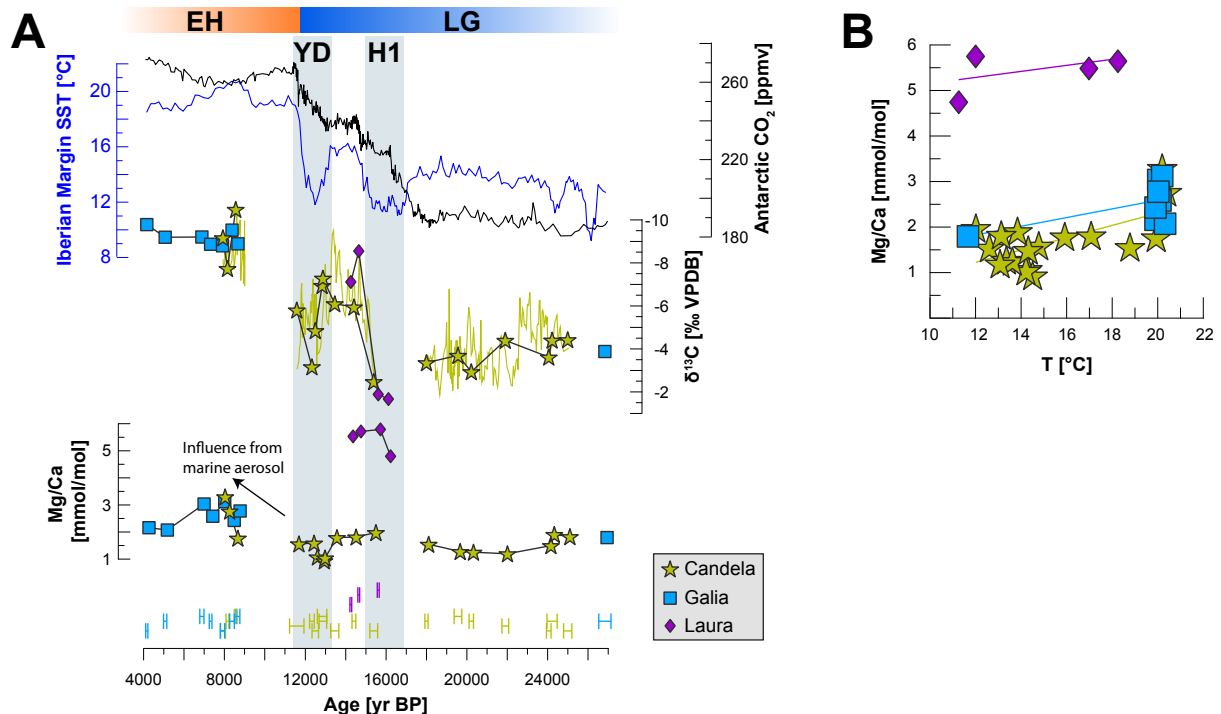 A
EH
LG
YD
H1
Iberian Margin SST [°C]
20
16
12
8
260
220
180
Antarctic CO2 [ppmv]
-10
-8
-6
-4
-2
δ13C [‰ VPDB]
Mg/Ca
[mmol/mol]
5
3
1
Influence from
marine aerosol
4000 8000 12000 16000 20000 24000
Age [yr BP]
Candela
Galia
Laura
B
Mg/Ca [mmol/mol]
6
5
4
3
2
1
10 12 14 16 18 20 22
T [°C]